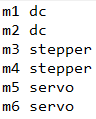 m1 dc
m2 dc
m3 stepper
m4 stepper
m5 servo
m6 servo